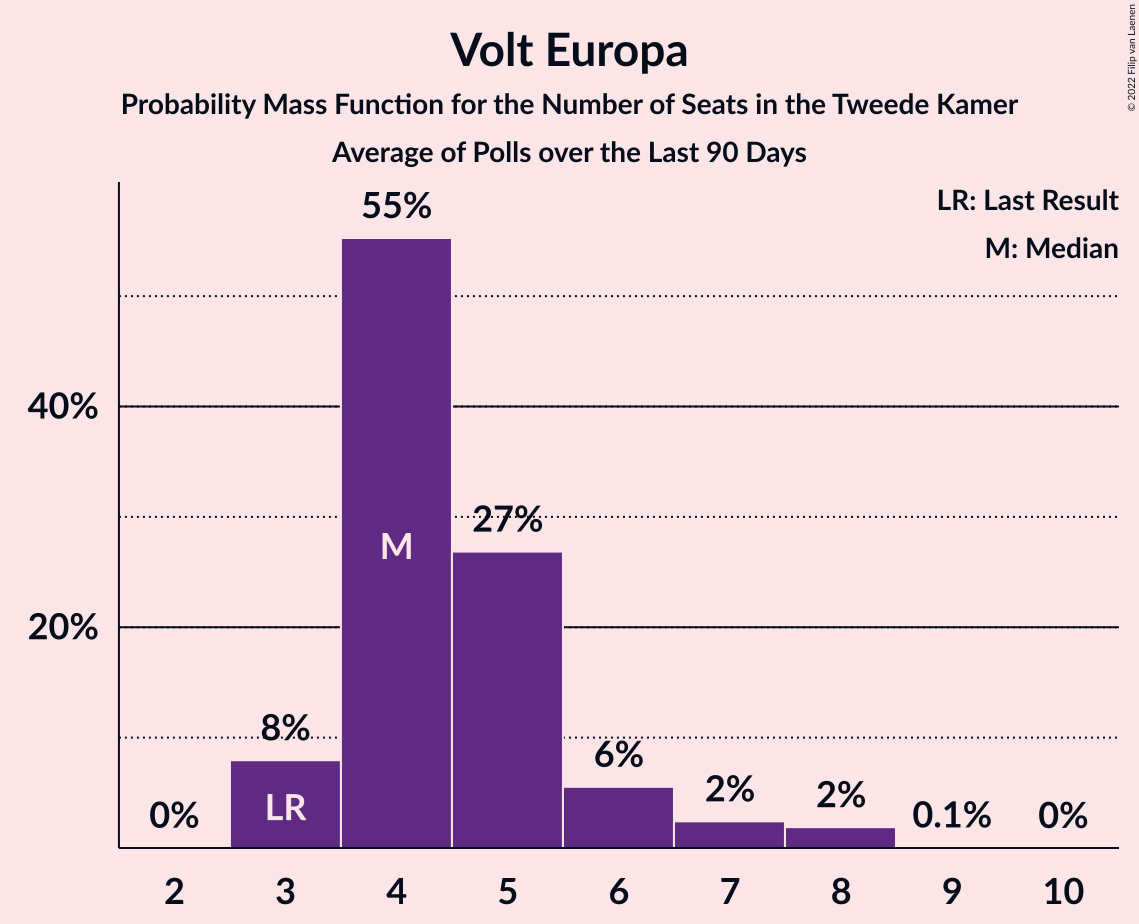 © 2022 Filip van Laenen
Volt Europa
Probability Mass Function for the Number of Seats in the Tweede Kamer
Average of Polls over the Last 90 Days
LR: Last Result
M: Median
55%
40%
27%
M
20%
8%
6%
2%
2%
0%
LR
0.1%
0%
2 3 4 5 6 7 8 9 10